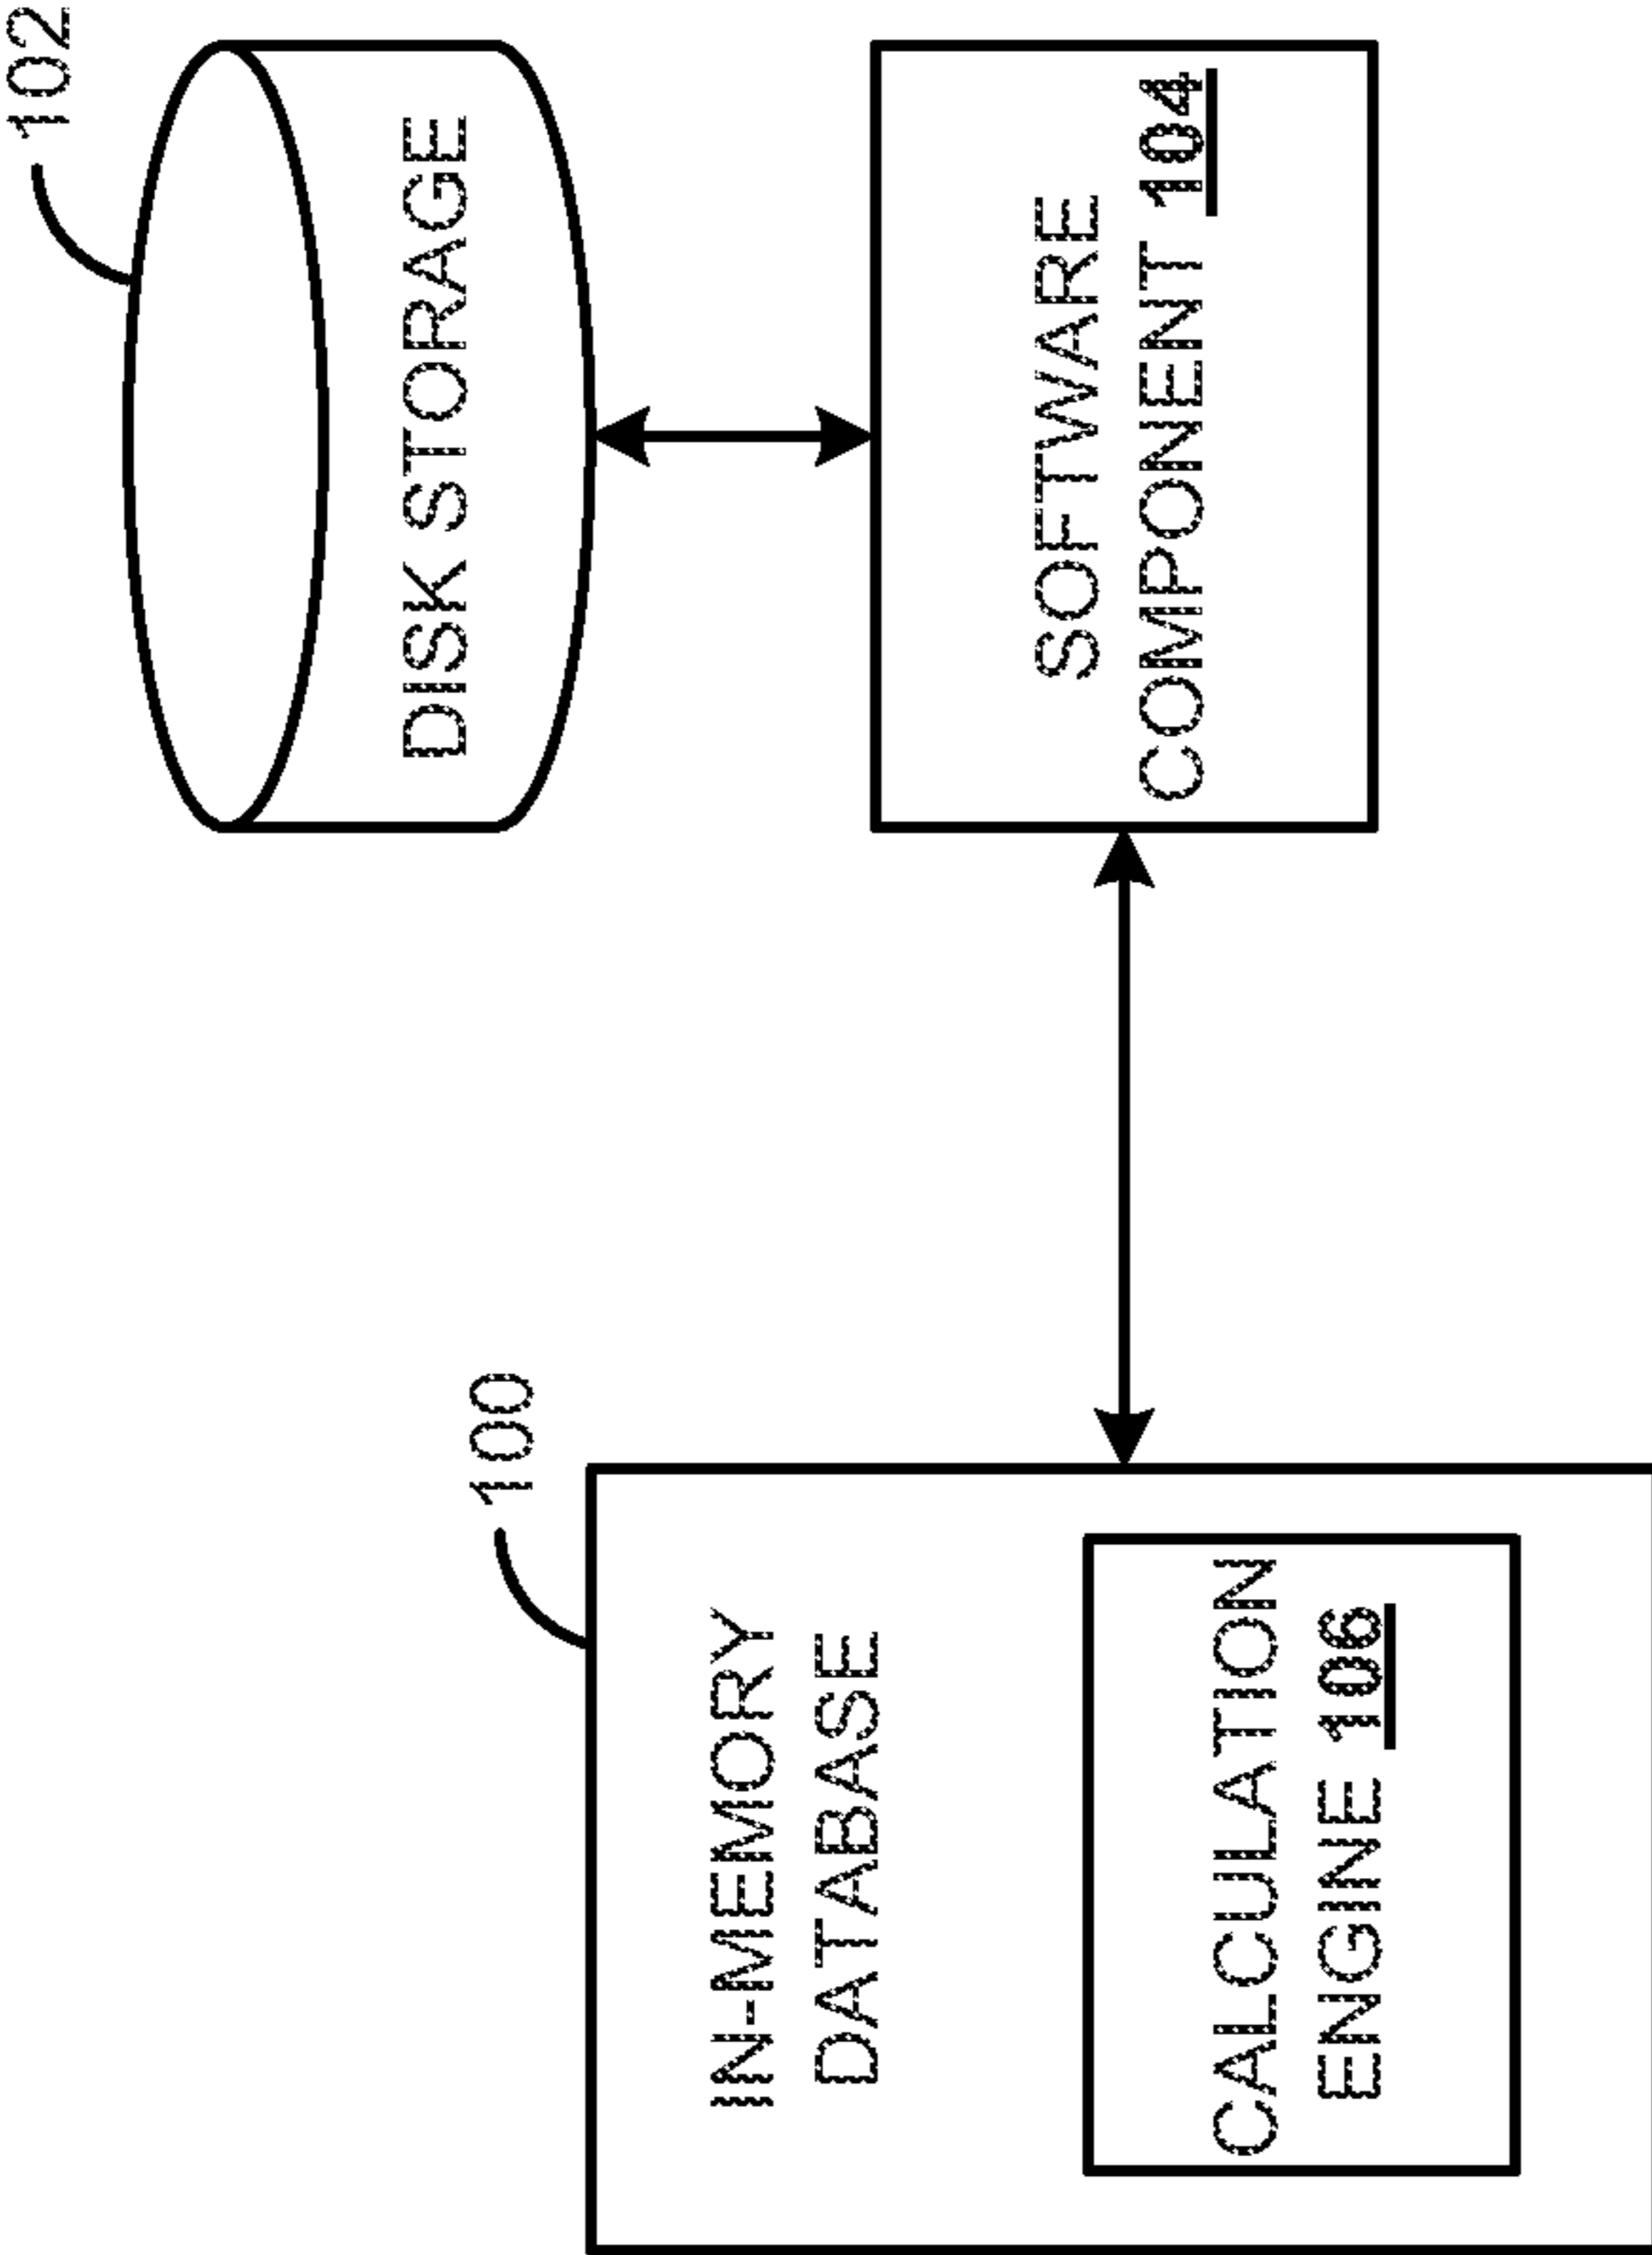 102
DISK STORAGE
100
IN-MEMORY
DATABASE
SOFTWARE
COMPONENT 104
CALCULATION
ENGINE 106